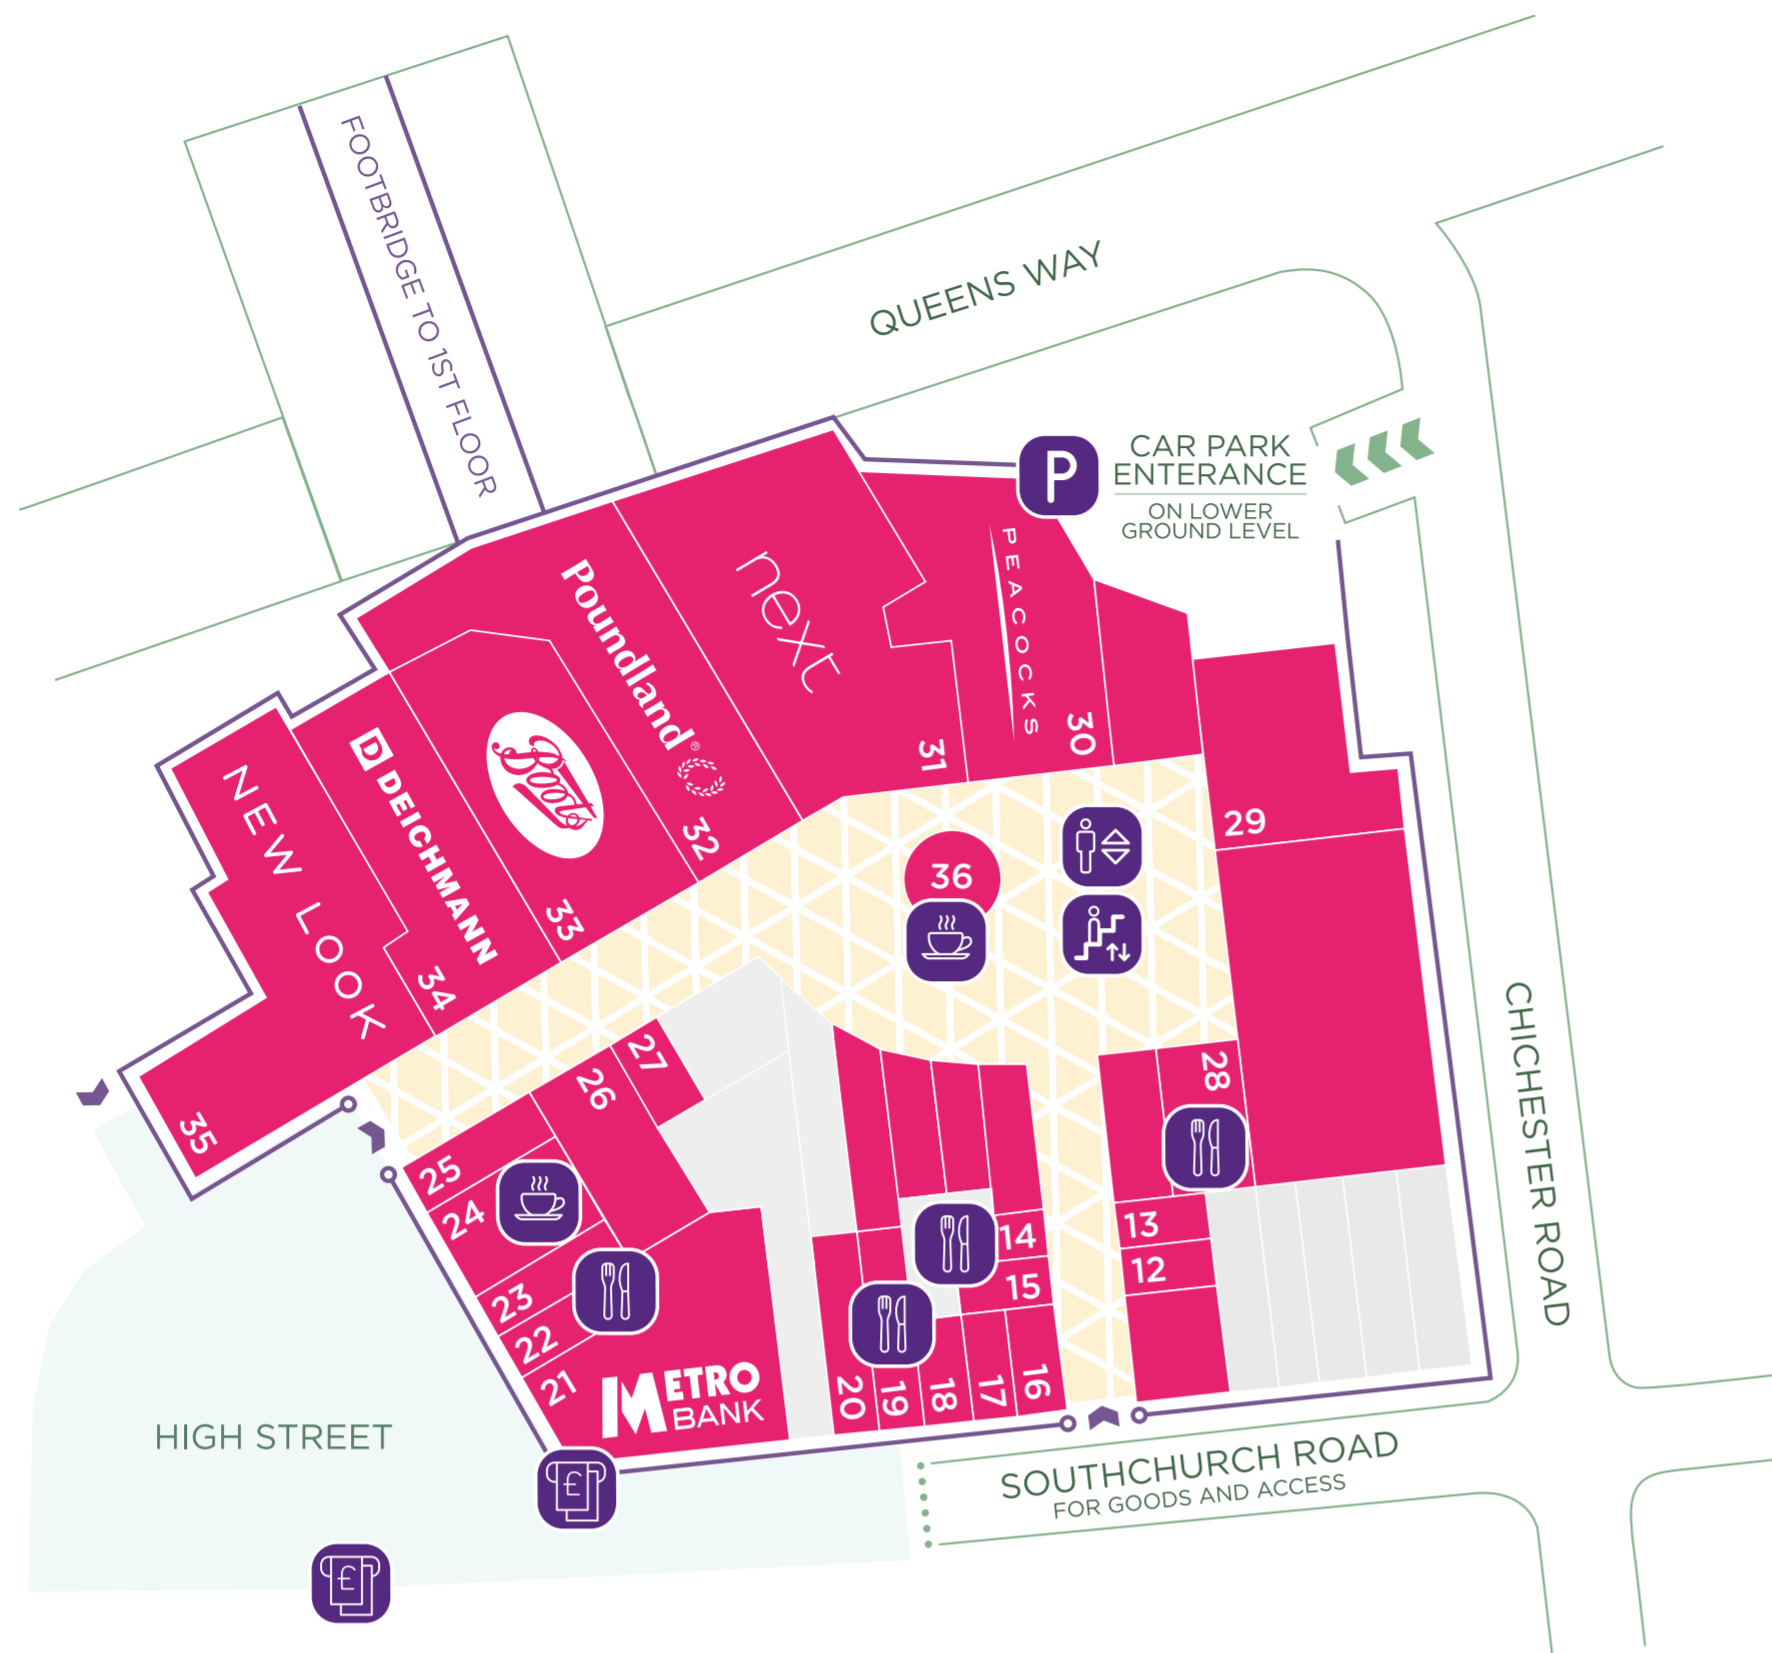 FOOTBRIDGE TO 1ST FLOOR
QUEENS WAY
P
CAR PARK
ENTERANCE
ON LOWER
GROUND LEVEL
PEACOCKS
30
next
31
Poundland®
32
Boots
33
D DEICHMANN
34
NEW LOOK
35
29
36
28
27
26
25
24
23
22
21
METRO
BANK
20
19
18
17
16
15
14
13
12
CHICHESTER ROAD
HIGH STREET
£
£
SOUTHCHURCH ROAD
FOR GOODS AND ACCESS